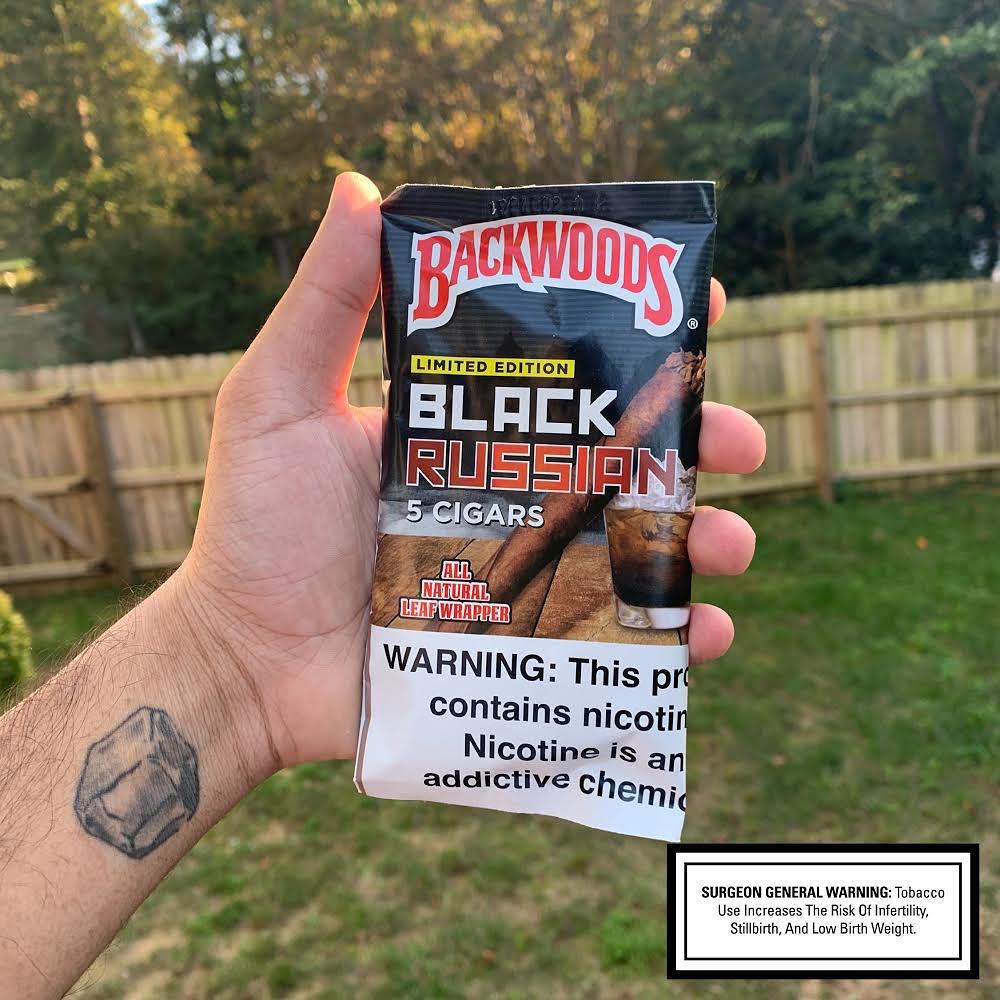 BACKWOODS®
LIMITED EDITION
BLACK
RUSSIAN
5 CIGARS
ALL
NATURAL
LEAF WRAPPER
WARNING: This pro
contains nicotin
Nicotine is an
addictive chemic
SURGEON GENERAL WARNING: Tobacco
Use Increases The Risk Of Infertility,
Stillbirth, And Low Birth Weight.